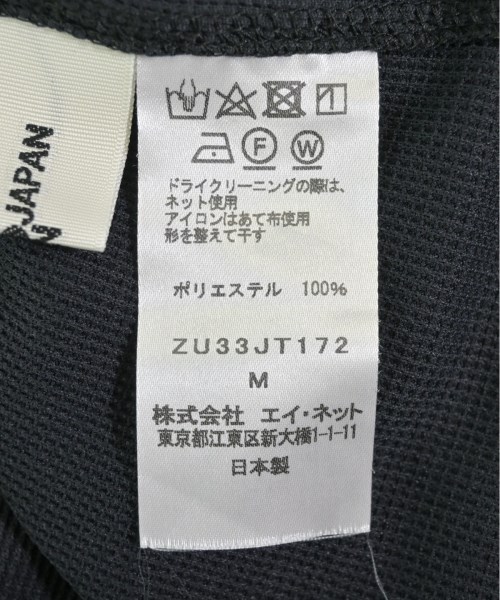 JAPAN
F
W
ドライクリーニングの際は、
ネット使用
アイロンはあて布使用
形を整えて干す
ポリエステル 100%
ZU33JT172
M
株式会社 エイ・ネット
東京都江東区新大橋1-1-11
日本製